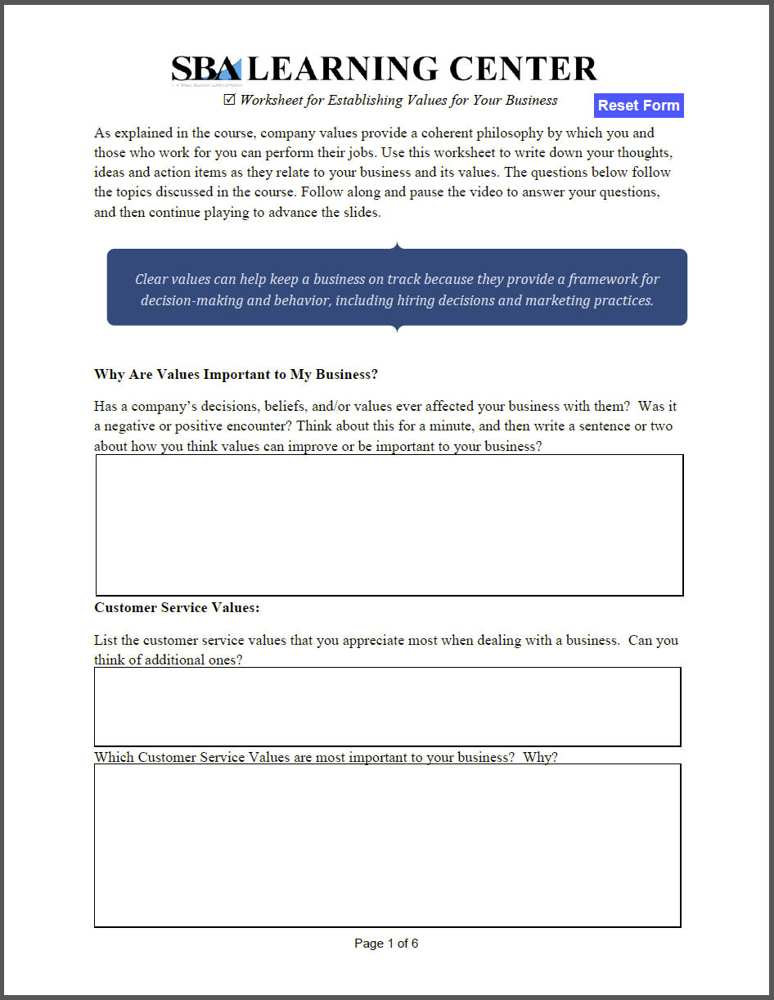 SBA LEARNING CENTER
U.S. Small Business Administration
☑ Worksheet for Establishing Values for Your Business
Reset Form
As explained in the course, company values provide a coherent philosophy by which you and
those who work for you can perform their jobs. Use this worksheet to write down your thoughts,
ideas and action items as they relate to your business and its values. The questions below follow
the topics discussed in the course. Follow along and pause the video to answer your questions,
and then continue playing to advance the slides.
Clear values can help keep a business on track because they provide a framework for
decision-making and behavior, including hiring decisions and marketing practices.
Why Are Values Important to My Business?
Has a company’s decisions, beliefs, and/or values ever affected your business with them?  Was it
a negative or positive encounter? Think about this for a minute, and then write a sentence or two
about how you think values can improve or be important to your business?
Customer Service Values:
List the customer service values that you appreciate most when dealing with a business.  Can you
think of additional ones?
Which Customer Service Values are most important to your business?  Why?
Page 1 of 6